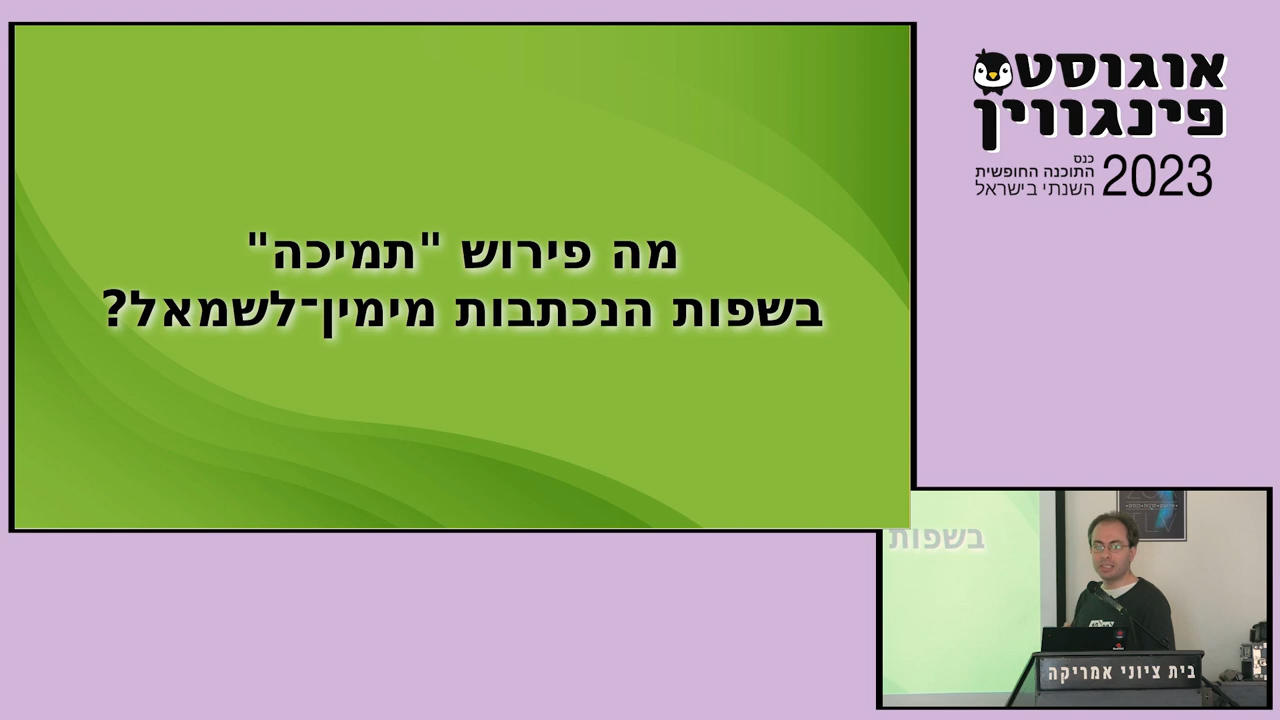 מה פירוש "תמיכה"
בשפות הנכתבות מימין־לשמאל?
אוגוסט
פינגווין
2023
כנס
התוכנה החופשית
השנתי בישראל
בשפות
בית ציוני אמריקה